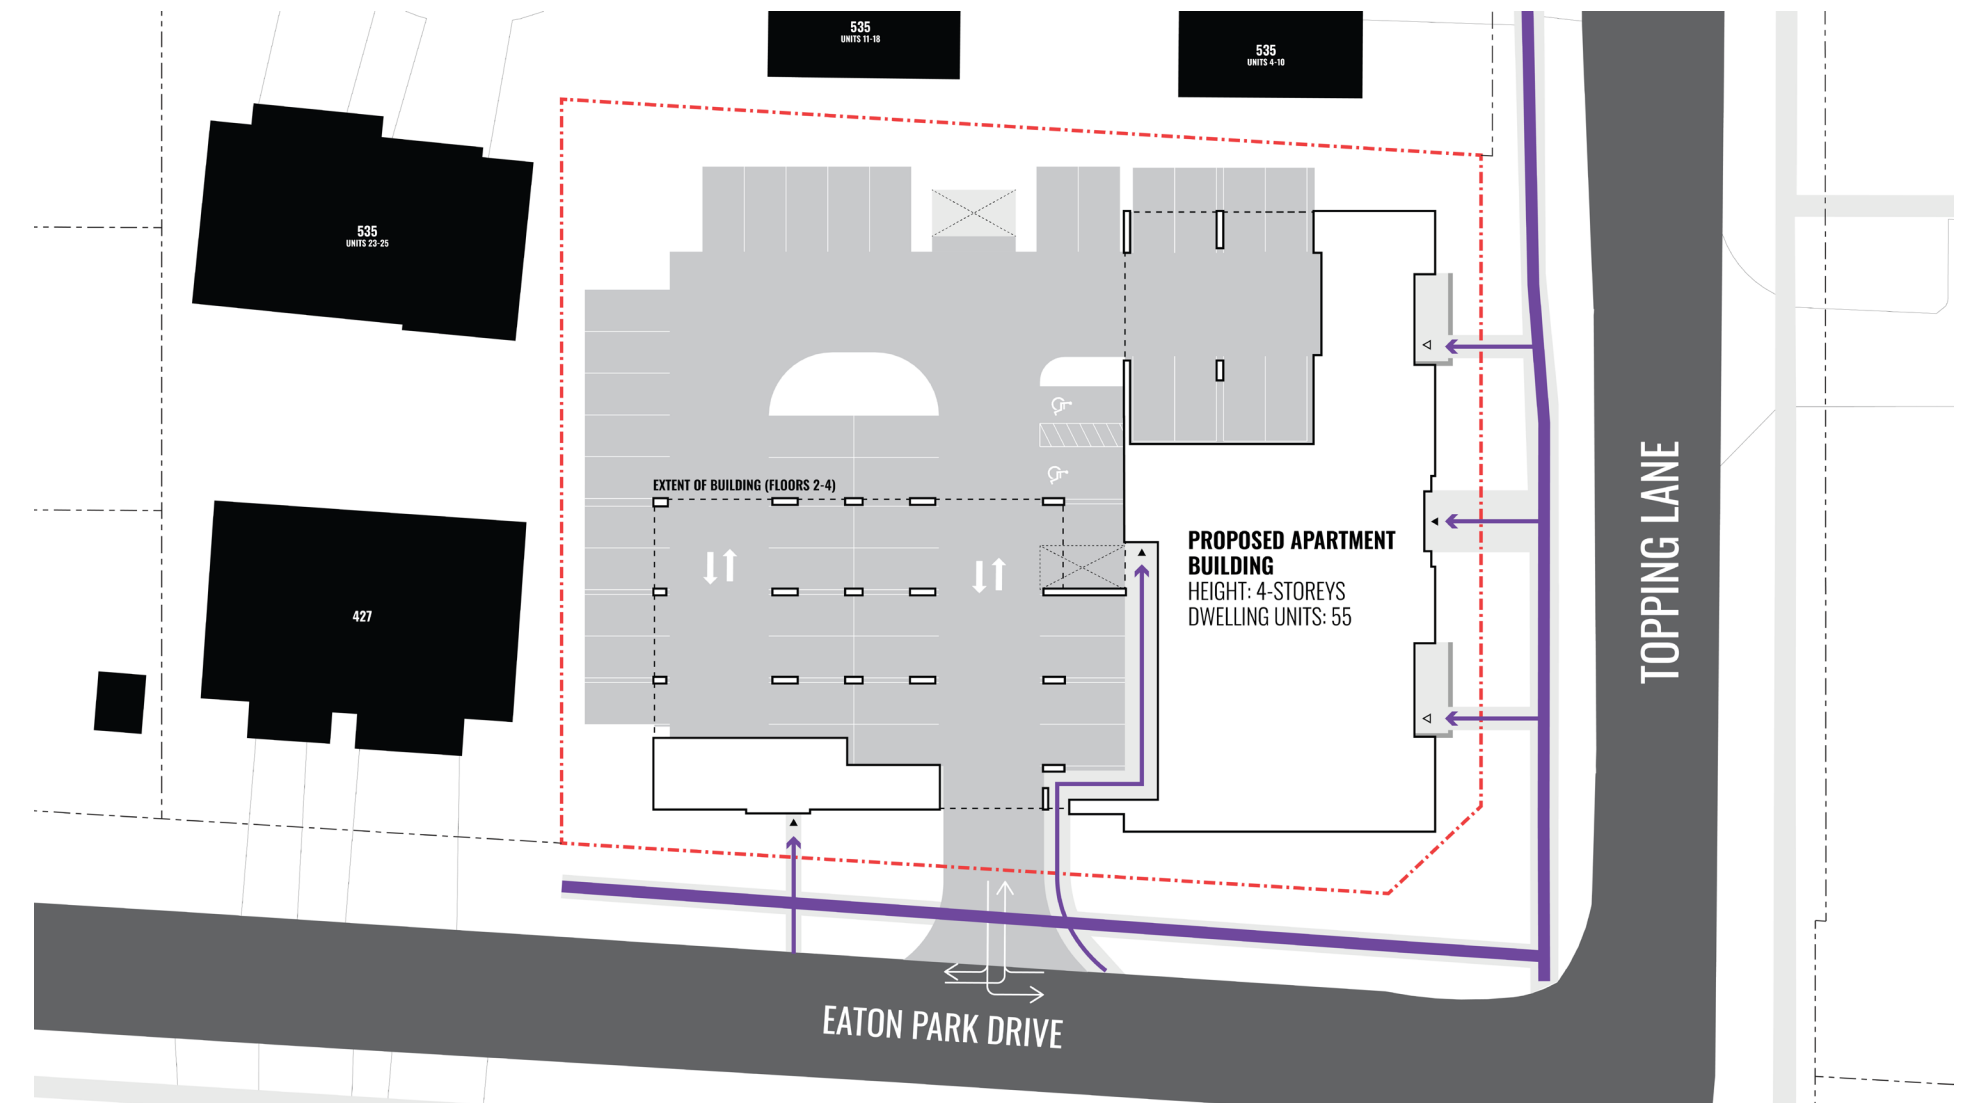 535
UNITS 11-18
535
UNITS 4-10
535
UNITS 23-25
EXTENT OF BUILDING (FLOORS 2-4)
PROPOSED APARTMENT
BUILDING
HEIGHT: 4-STOREYS
DWELLING UNITS: 55
TOPPING LANE
427
EATON PARK DRIVE